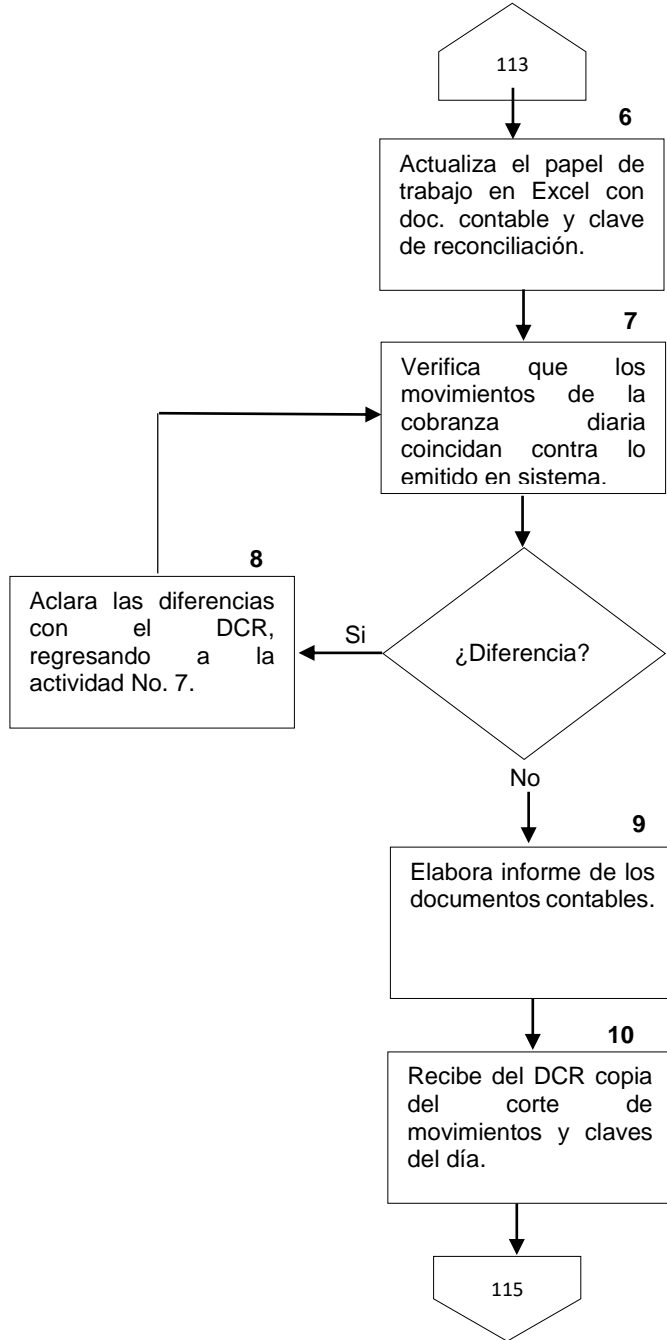 113
6
Actualiza el papel de
trabajo en Excel con
doc. contable y clave
de reconciliación.
7
Verifica que los
movimientos de la
cobranza diaria
coincidan contra lo
emitido en sistema.
8
Aclara las diferencias
con el DCR,
regresando a la
actividad No. 7.
Si
¿Diferencia?
No
9
Elabora informe de los
documentos contables.
10
Recibe del DCR copia
del corte de
movimientos y claves
del día.
115